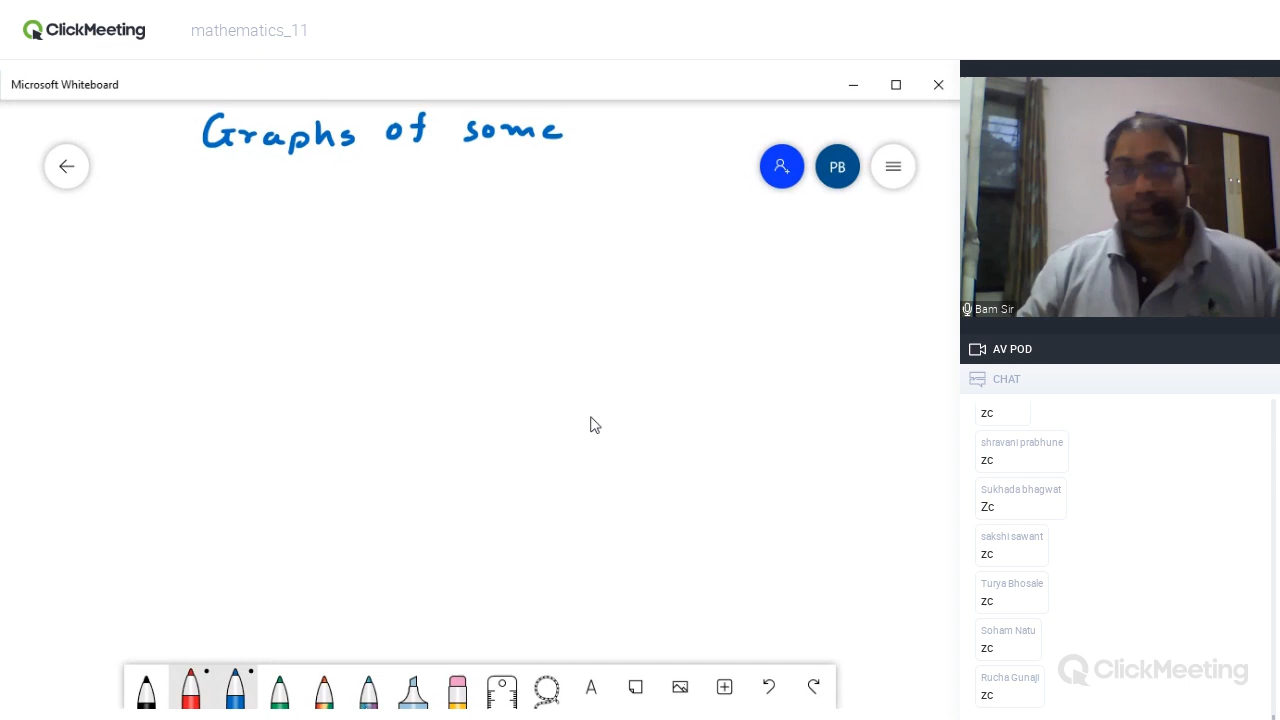 ClickMeeting mathematics_11
Microsoft Whiteboard
Graphs of some
PB
Bam Sir
AV POD
CHAT
zc
shravani prabhune
zc
Sukhada bhagwat
Zc
sakshi sawant
zc
Turya Bhosale
zc
Soham Natu
zc
Rucha Gunaji
zc
A
ClickMeeting